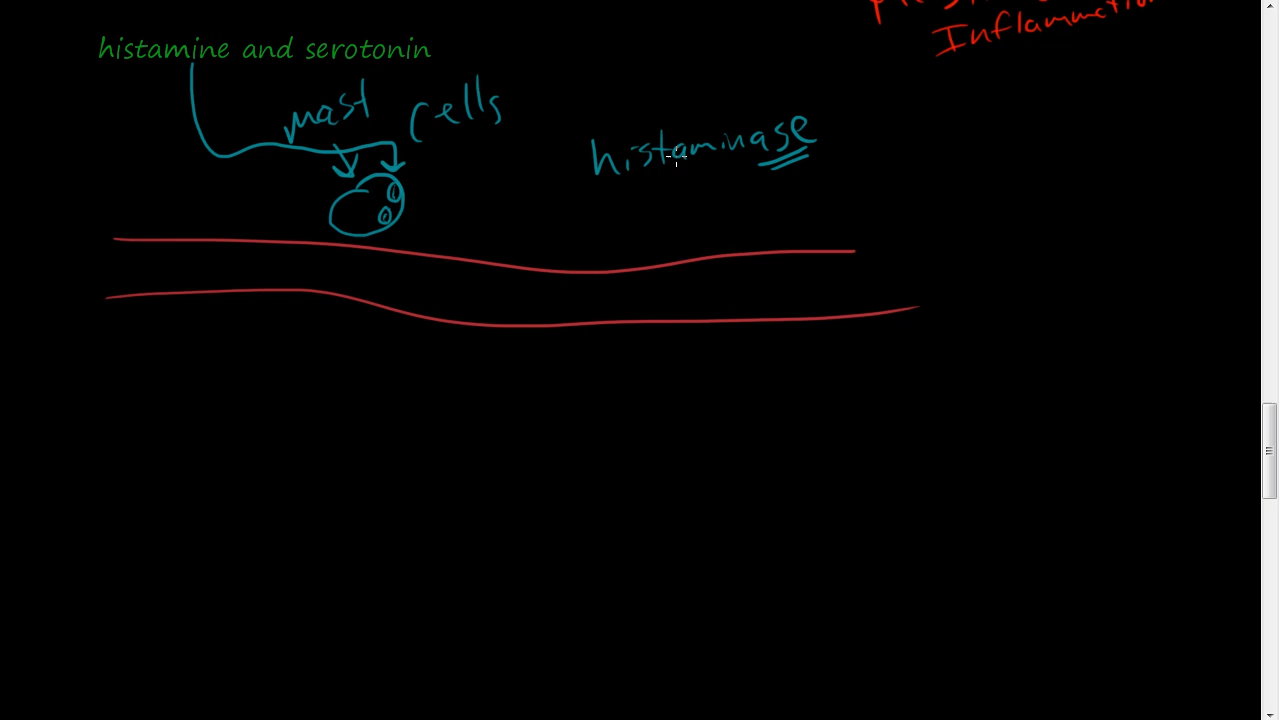 Inflammation
histamine and serotonin
mast cells
histaminase